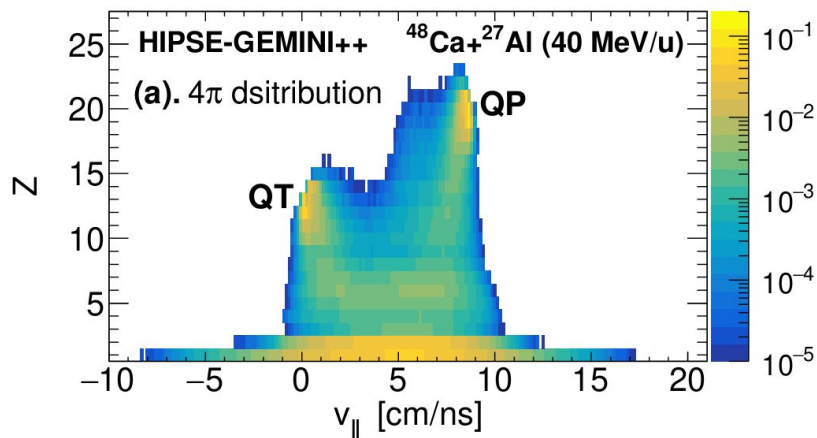 HIPSE-GEMINI++ ⁴⁸Ca+²⁷Al (40 MeV/u)
(a). 4π dsitribution
QP
QT
Z
25
20
15
10
5
−10 −5 0 5 10 15 20
v∥ [cm/ns]
10⁻¹
10⁻²
10⁻³
10⁻⁴
10⁻⁵